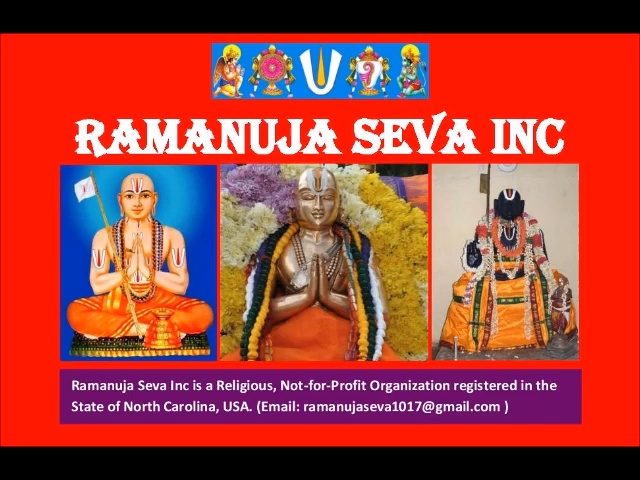 RAMANUJA SEVA INC
Ramanuja Seva Inc is a Religious, Not-for-Profit Organization registered in the
State of North Carolina, USA. (Email: ramanujaseva1017@gmail.com )